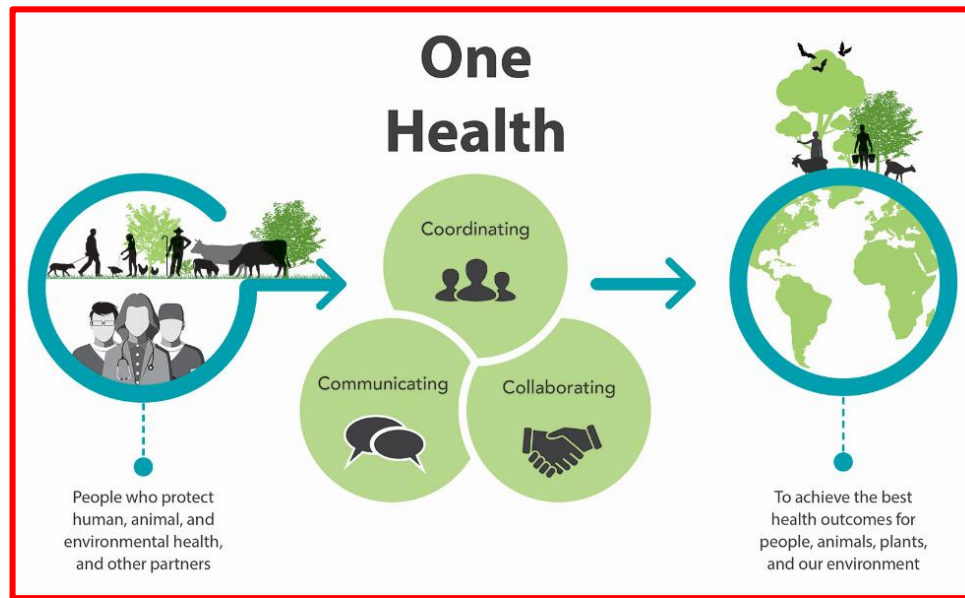 One
Health
Coordinating
Communicating
Collaborating
People who protect
human, animal, and
environmental health,
and other partners
To achieve the best
health outcomes for
people, animals, plants,
and our environment